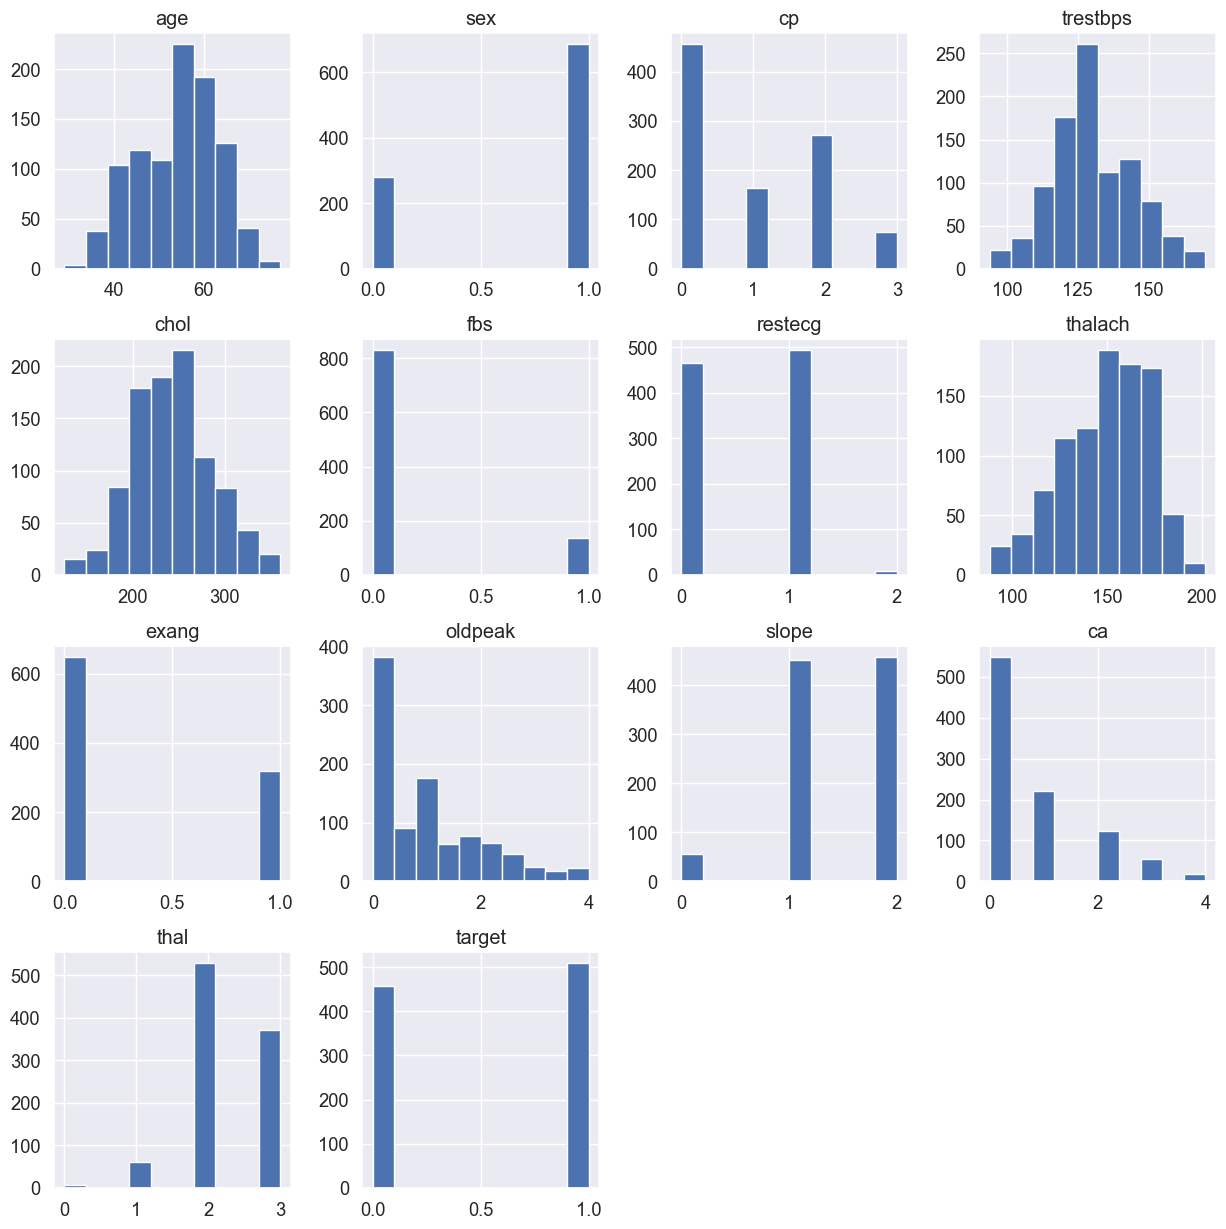 age
200
150
100
50
0
40 60
sex
600
400
200
0
0.0 0.5 1.0
cp
400
300
200
100
0
0 1 2 3
trestbps
250
200
150
100
50
0
100 125 150
chol
200
150
100
50
0
200 300
fbs
800
600
400
200
0
0.0 0.5 1.0
restecg
500
400
300
200
100
0
0 1 2
thalach
150
100
50
0
100 150 200
exang
600
400
200
0
0.0 0.5 1.0
oldpeak
400
300
200
100
0
0 2 4
slope
400
300
200
100
0
0 1 2
ca
500
400
300
200
100
0
0 2 4
thal
500
400
300
200
100
0
0 1 2 3
target
500
400
300
200
100
0
0.0 0.5 1.0